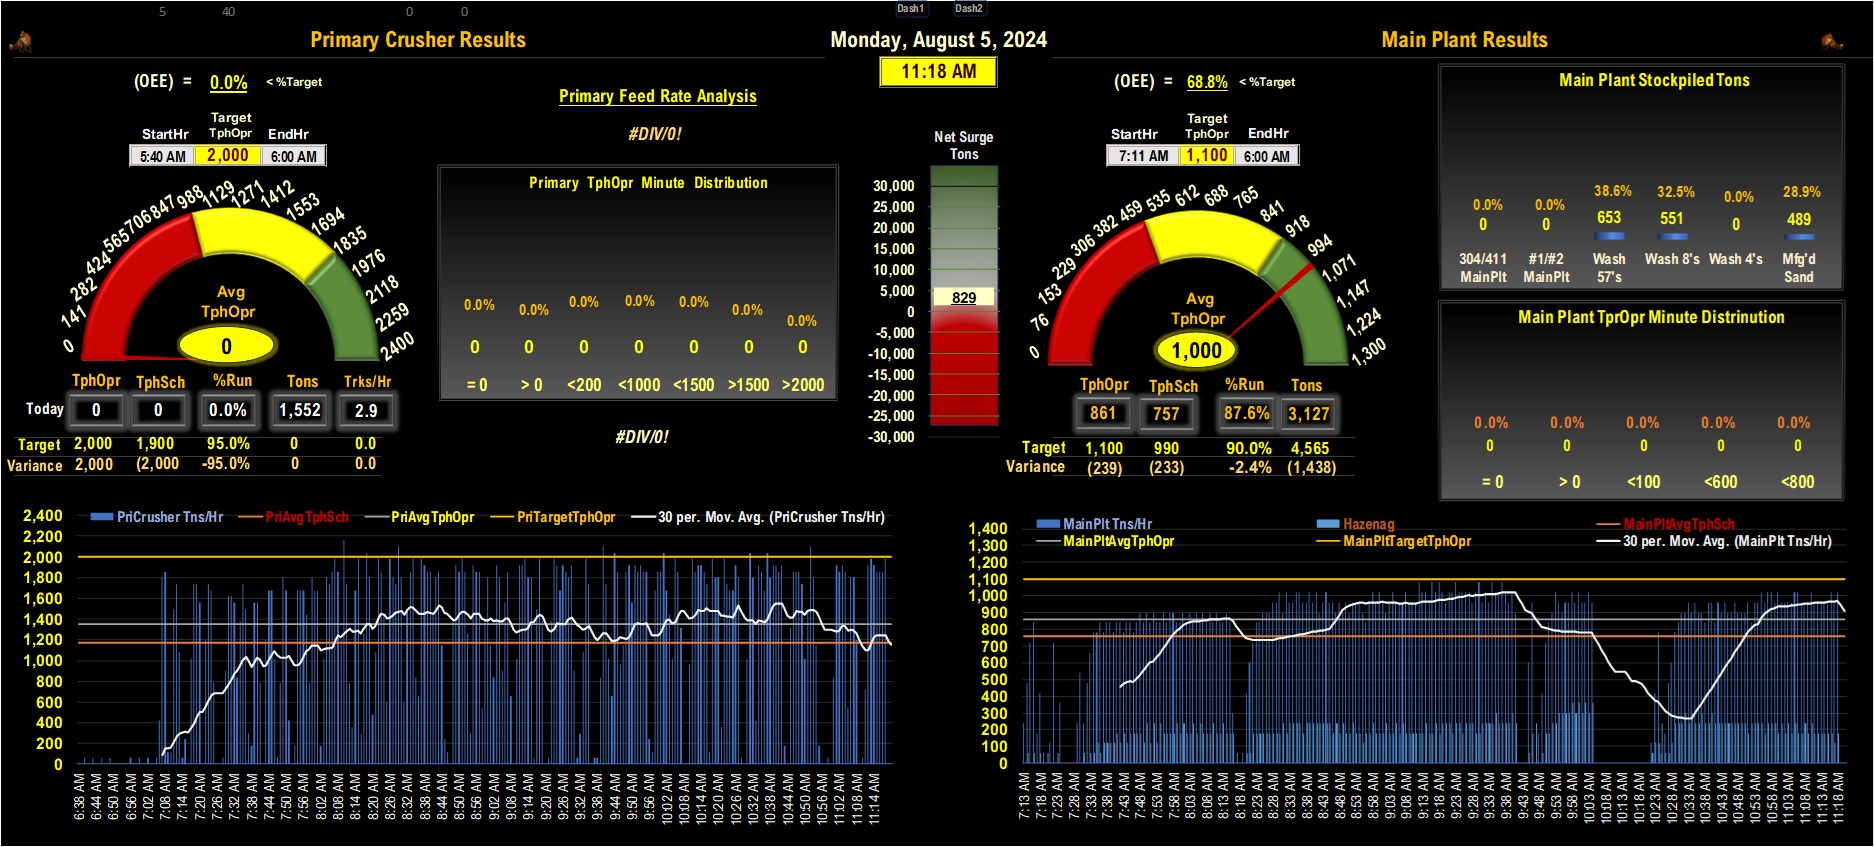 5 40 0 0 Dash1 Dash2
Primary Crusher Results
Monday, August 5, 2024
Main Plant Results
11:18 AM
(OEE) = 0.0% < %Target
Target
StartHr TphOpr EndHr
5:40 AM 2,000 6:00 AM
0 141 282 424 565 706 847 988 1129 1271 1412 1553 1694 1835 1976 2118 2259 2400
Avg
TphOpr
0
TphOpr TphSch %Run Tons Trks/Hr
Today 0 0 0.0% 1,552 2.9
Target 2,000 1,900 95.0% 0 0.0
Variance 2,000 (2,000 -95.0% 0 0.0
Primary Feed Rate Analysis
#DIV/0!
Primary TphOpr Minute Distribution
0.0% 0.0% 0.0% 0.0% 0.0% 0.0% 0.0%
0 0 0 0 0 0 0
= 0 > 0 <200 <1000 <1500 >1500 >2000
#DIV/0!
Net Surge
Tons
30,000
25,000
20,000
15,000
10,000
5,000
829
0
-5,000
-10,000
-15,000
-20,000
-25,000
-30,000
(OEE) = 68.8% < %Target
Target
StartHr TphOpr EndHr
7:11 AM 1,100 6:00 AM
0 76 153 229 306 382 459 535 612 688 765 841 918 994 1,071 1,147 1,224 1,300
Avg
TphOpr
1,000
TphOpr TphSch %Run Tons
861 757 87.6% 3,127
Target 1,100 990 90.0% 4,565
Variance (239) (233) -2.4% (1,438)
Main Plant Stockpiled Tons
0.0% 0.0% 38.6% 32.5% 0.0% 28.9%
0 0 653 551 0 489
304/411 #1/#2 Wash Wash 8's Wash 4's Mfg'd
MainPlt MainPlt 57's Sand
Main Plant TprOpr Minute Distrinution
0.0% 0.0% 0.0% 0.0% 0.0%
0 0 0 0 0
= 0 > 0 <100 <600 <800
PriCrusher Tns/Hr PriAvgTphSch PriAvgTphOpr PriTargetTphOpr 30 per. Mov. Avg. (PriCrusher Tns/Hr)
2,400
2,200
2,000
1,800
1,600
1,400
1,200
1,000
800
600
400
200
0
6:38 AM 6:44 AM 6:50 AM 6:56 AM 7:02 AM 7:08 AM 7:14 AM 7:20 AM 7:26 AM 7:32 AM 7:38 AM 7:44 AM 7:50 AM 7:56 AM 8:02 AM 8:08 AM 8:14 AM 8:20 AM 8:26 AM 8:32 AM 8:38 AM 8:44 AM 8:50 AM 8:56 AM 9:02 AM 9:08 AM 9:14 AM 9:20 AM 9:26 AM 9:32 AM 9:38 AM 9:44 AM 9:50 AM 9:56 AM 10:02 AM 10:08 AM 10:14 AM 10:20 AM 10:26 AM 10:32 AM 10:38 AM 10:44 AM 10:50 AM 10:56 AM 11:02 AM 11:08 AM 11:14 AM
MainPlt Tns/Hr Hazenag MainPltAvgTphSch
MainPltAvgTphOpr MainPltTargetTphOpr 30 per. Mov. Avg. (MainPlt Tns/Hr)
1,400
1,300
1,200
1,100
1,000
900
800
700
600
500
400
300
200
100
0
7:13 AM 7:18 AM 7:23 AM 7:28 AM 7:33 AM 7:38 AM 7:43 AM 7:48 AM 7:53 AM 7:58 AM 8:03 AM 8:08 AM 8:13 AM 8:18 AM 8:23 AM 8:28 AM 8:33 AM 8:38 AM 8:43 AM 8:48 AM 8:53 AM 8:58 AM 9:03 AM 9:08 AM 9:13 AM 9:18 AM 9:23 AM 9:28 AM 9:33 AM 9:38 AM 9:43 AM 9:48 AM 9:53 AM 9:58 AM 10:03 AM 10:08 AM 10:13 AM 10:18 AM 10:23 AM 10:28 AM 10:33 AM 10:38 AM 10:43 AM 10:48 AM 10:53 AM 10:58 AM 11:03 AM 11:08 AM 11:13 AM 11:18 AM